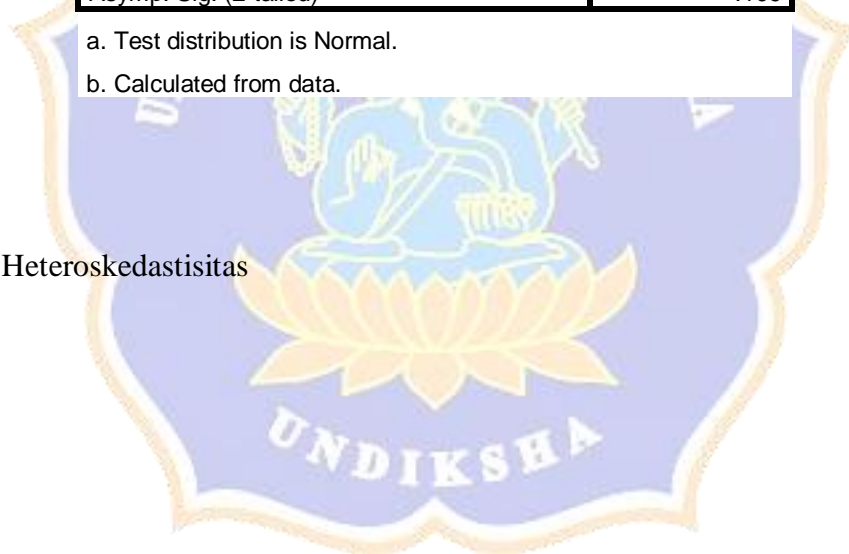 a. Test distribution is Normal.
b. Calculated from data.
Heteroskedastisitas
UNDIKSHA